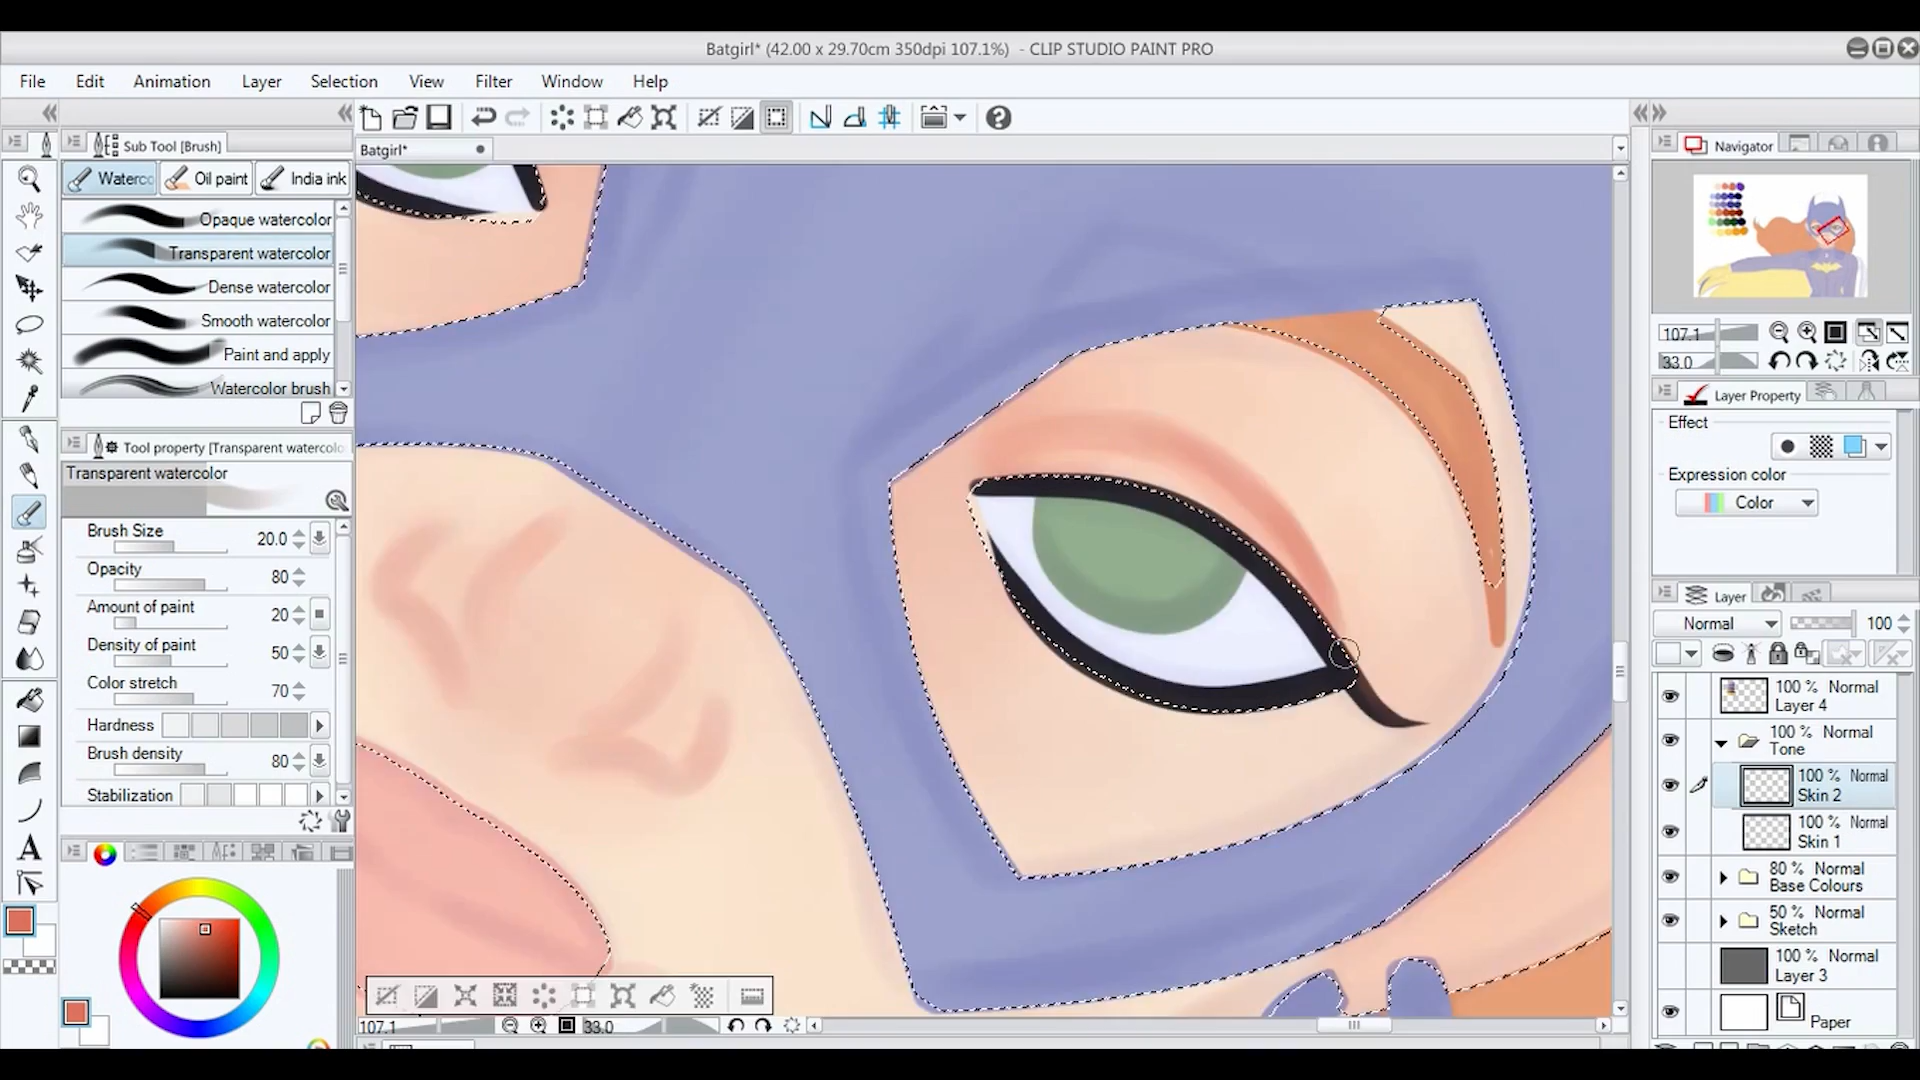 Batgirl* (42.00 x 29.70cm 350dpi 107.1%) - CLIP STUDIO PAINT PRO
File Edit Animation Layer Selection View Filter Window Help
Sub Tool [Brush]
Batgirl*
Navigator
Waterco Oil paint India ink
Opaque watercolor
Transparent watercolor
Dense watercolor
Smooth watercolor
Paint and apply
Watercolor brush
Tool property [Transparent watercolo
Transparent watercolor
Brush Size 20.0
Opacity 80
Amount of paint 20
Density of paint 50
Color stretch 70
Hardness
Brush density 80
Stabilization
A
107.1 33.0
107.1
33.0
Layer Property
Effect
Expression color
Color
Layer
Normal 100
100 % Normal
Layer 4
100 % Normal
Tone
100 % Normal
Skin 2
100 % Normal
Skin 1
80 % Normal
Base Colours
50 % Normal
Sketch
100 % Normal
Layer 3
Paper